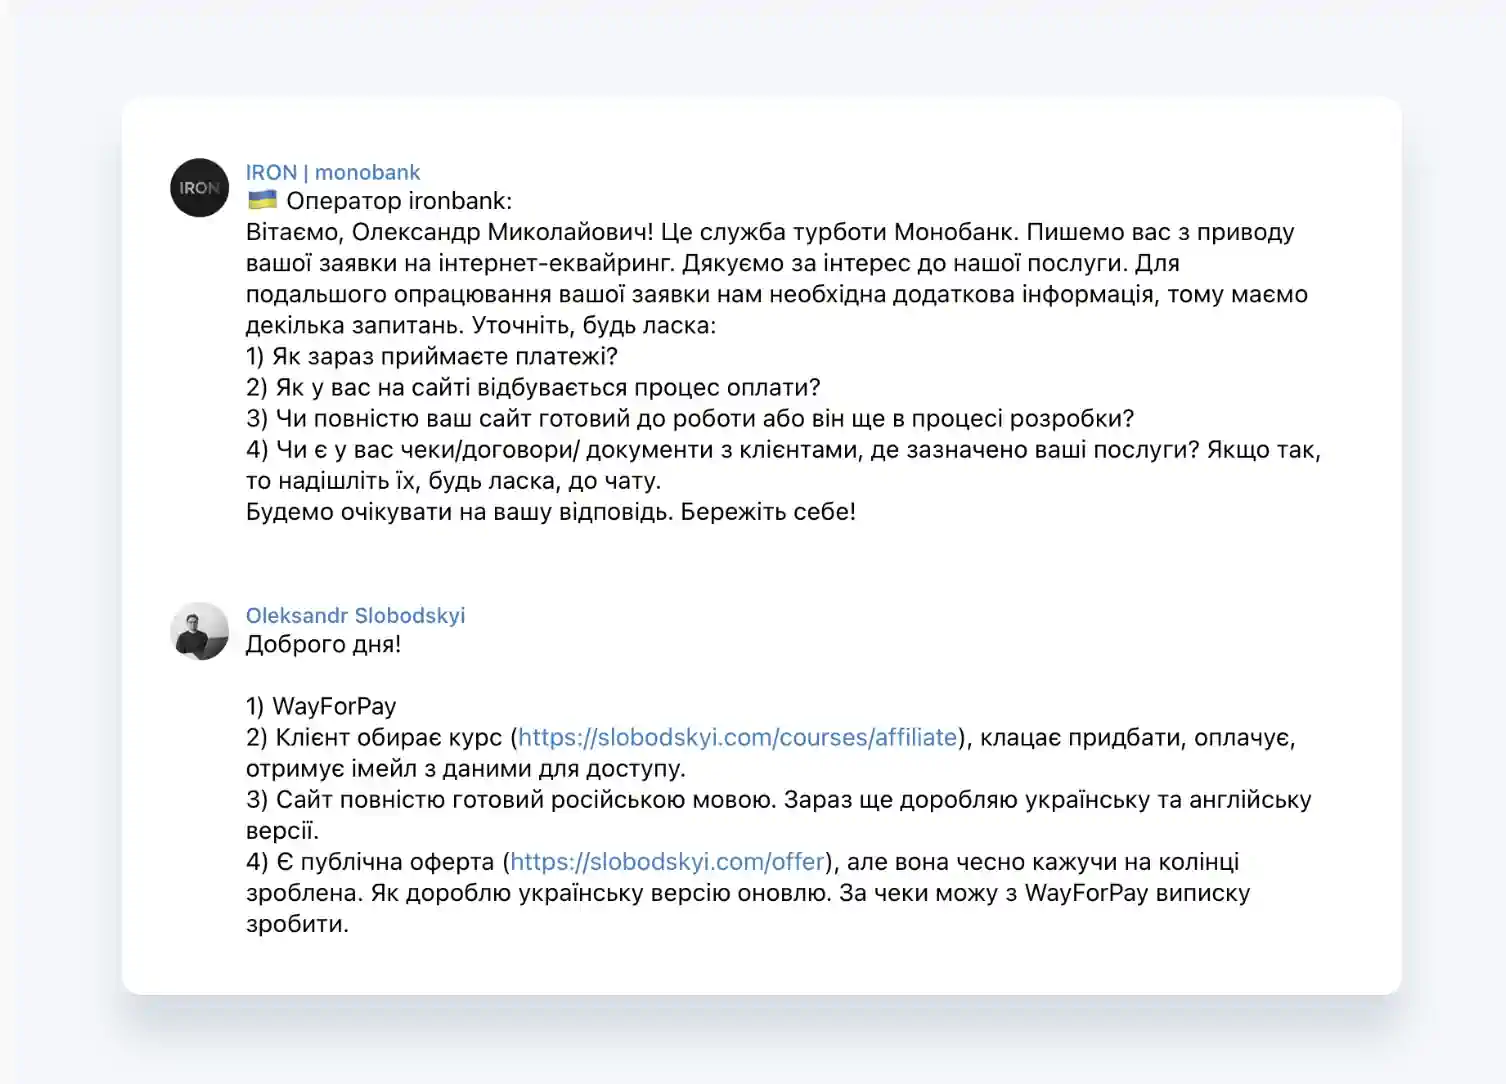 IRON
IRON | monobank
🇺🇦 Оператор ironbank:
Вітаємо, Олександр Миколайович! Це служба турботи Монобанк. Пишемо вас з приводу
вашої заявки на інтернет-еквайринг. Дякуємо за інтерес до нашої послуги. Для
подальшого опрацювання вашої заявки нам необхідна додаткова інформація, тому маємо
декілька запитань. Уточніть, будь ласка:
1) Як зараз приймаєте платежі?
2) Як у вас на сайті відбувається процес оплати?
3) Чи повністю ваш сайт готовий до роботи або він ще в процесі розробки?
4) Чи є у вас чеки/договори/ документи з клієнтами, де зазначено ваші послуги? Якщо так,
то надішліть їх, будь ласка, до чату.
Будемо очікувати на вашу відповідь. Бережіть себе!
Oleksandr Slobodskyi
Доброго дня!
1) WayForPay
2) Клієнт обирає курс (https://slobodskyi.com/courses/affiliate), клацає придбати, оплачує,
отримує імейл з даними для доступу.
3) Сайт повністю готовий російською мовою. Зараз ще доробляю українську та англійську
версії.
4) Є публічна оферта (https://slobodskyi.com/offer), але вона чесно кажучи на колінці
зроблена. Як дороблю українську версію оновлю. За чеки можу з WayForPay виписку
зробити.